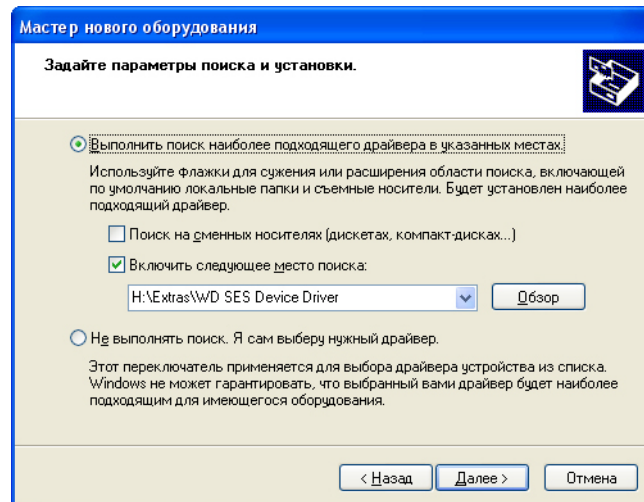 Мастер нового оборудования
Задайте параметры поиска и установки.
Выполнить поиск наиболее подходящего драйвера в указанных местах.
Используйте флажки для сужения или расширения области поиска, включающей
по умолчанию локальные папки и съемные носители. Будет установлен наиболее
подходящий драйвер.
Поиск на сменных носителях (дискетах, компакт-дисках...)
Включить следующее место поиска:
H:\Extras\WD SES Device Driver
Обзор
Не выполнять поиск. Я сам выберу нужный драйвер.
Этот переключатель применяется для выбора драйвера устройства из списка.
Windows не может гарантировать, что выбранный вами драйвер будет наиболее
подходящим для имеющегося оборудования.
< Назад Далее > Отмена